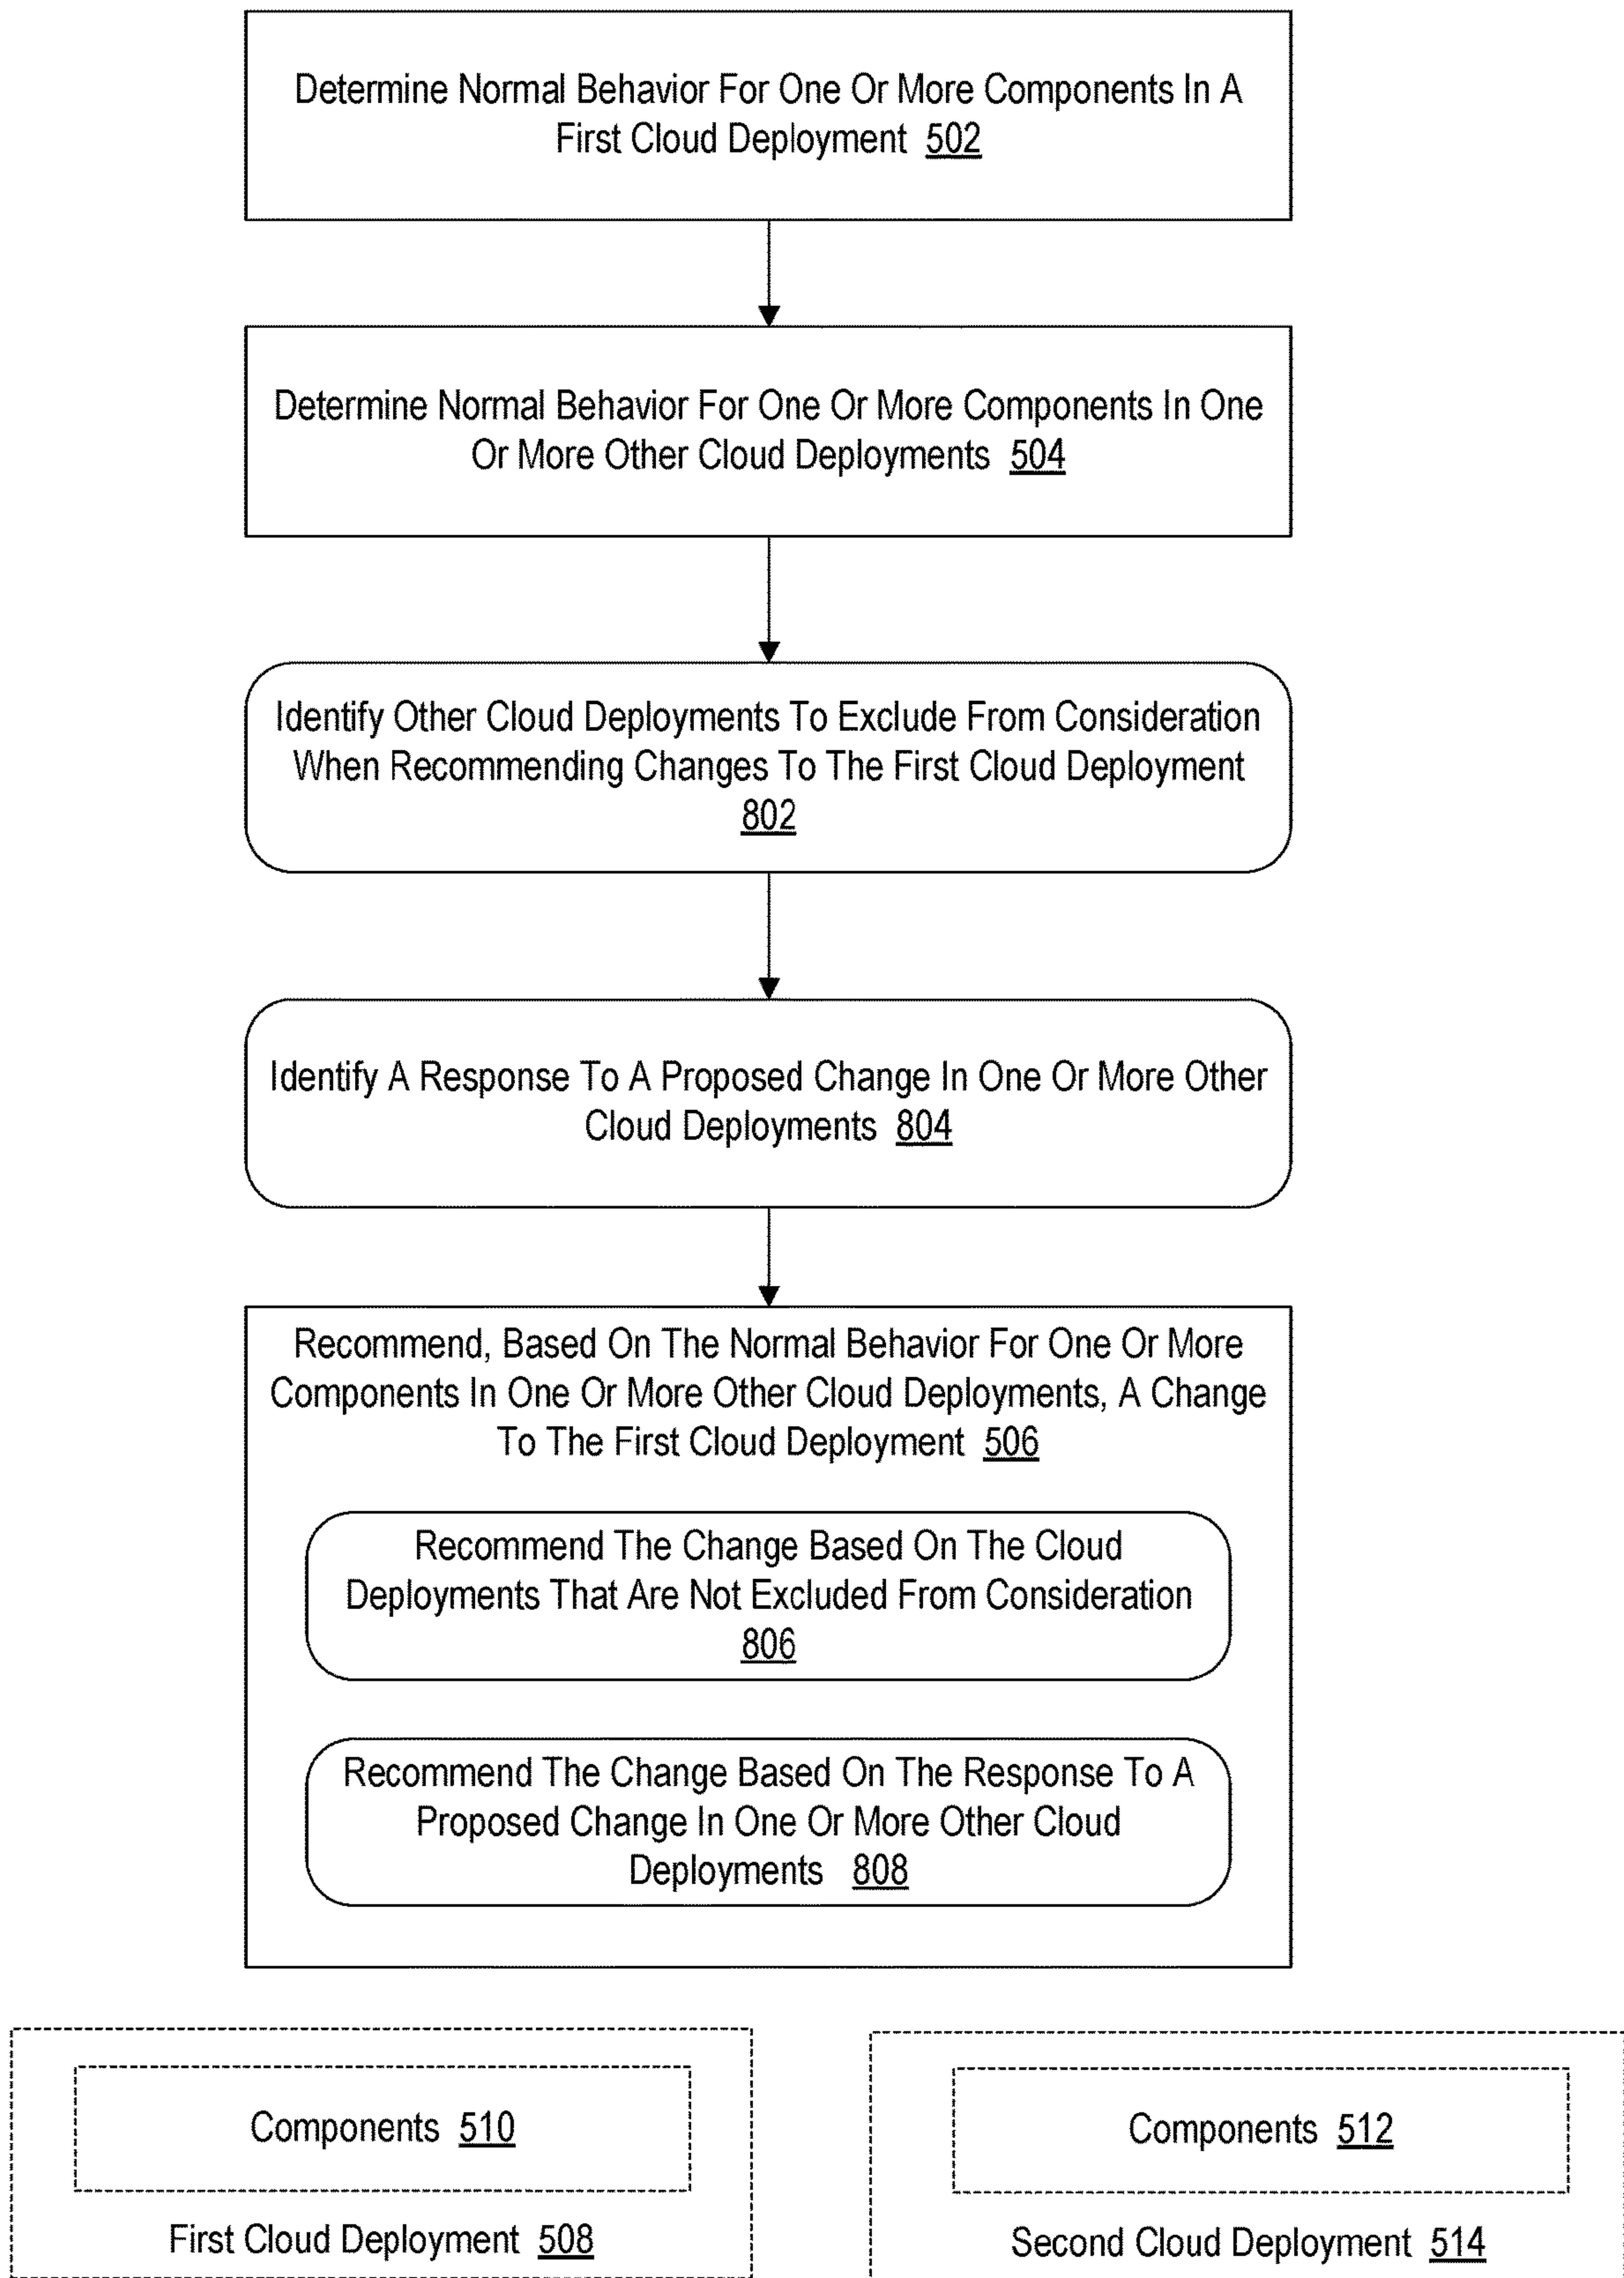 Determine Normal Behavior For One Or More Components In A
First Cloud Deployment 502
Determine Normal Behavior For One Or More Components In One
Or More Other Cloud Deployments 504
Identify Other Cloud Deployments To Exclude From Consideration
When Recommending Changes To The First Cloud Deployment
802
Identify A Response To A Proposed Change In One Or More Other
Cloud Deployments 804
Recommend, Based On The Normal Behavior For One Or More
Components In One Or More Other Cloud Deployments, A Change
To The First Cloud Deployment 506
Recommend The Change Based On The Cloud
Deployments That Are Not Excluded From Consideration
806
Recommend The Change Based On The Response To A
Proposed Change In One Or More Other Cloud
Deployments 808
Components 510
First Cloud Deployment 508
Components 512
Second Cloud Deployment 514